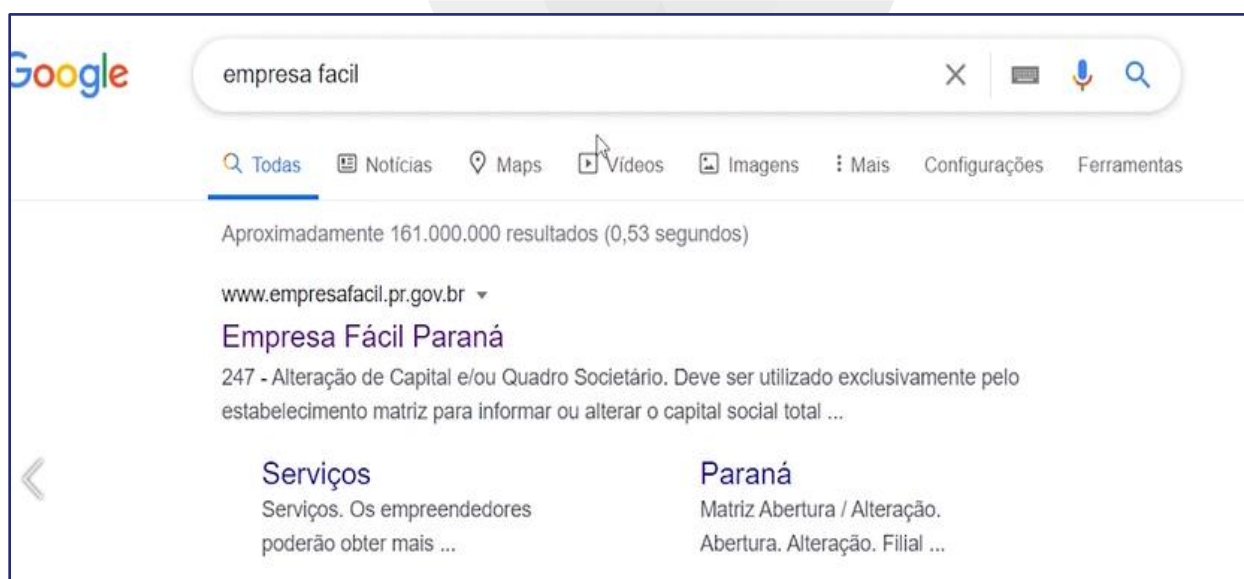 Google
empresa facil
Todas Notícias Maps Vídeos Imagens Mais Configurações Ferramentas
Aproximadamente 161.000.000 resultados (0,53 segundos)
www.empresafacil.pr.gov.br
Empresa Fácil Paraná
247 - Alteração de Capital e/ou Quadro Societário. Deve ser utilizado exclusivamente pelo
estabelecimento matriz para informar ou alterar o capital social total ...
Serviços
Serviços. Os empreendedores
poderão obter mais ...
Paraná
Matriz Abertura / Alteração.
Abertura. Alteração. Filial ...